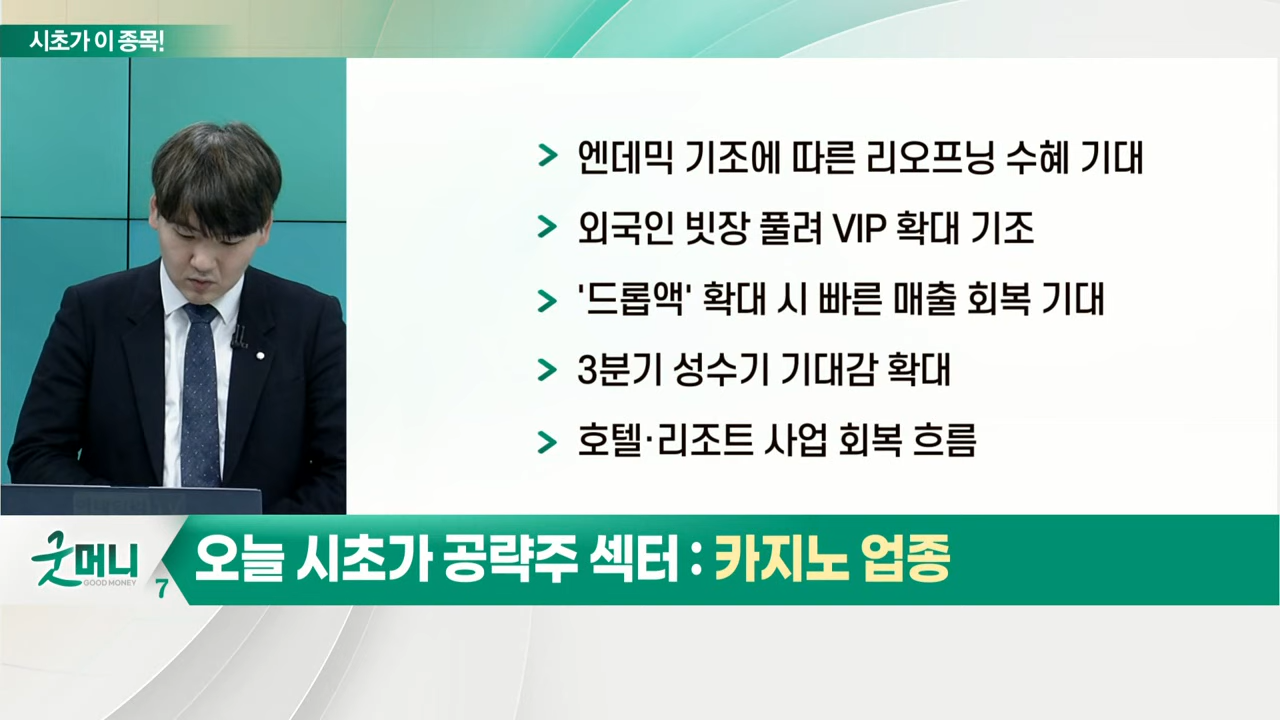 시초가 이 종목!
> 엔데믹 기조에 따른 리오프닝 수혜 기대
> 외국인 빗장 풀려 VIP 확대 기조
> '드롭액' 확대 시 빠른 매출 회복 기대
> 3분기 성수기 기대감 확대
> 호텔·리조트 사업 회복 흐름
굿머니
GOOD MONEY
7
오늘 시초가 공략주 섹터 : 카지노 업종